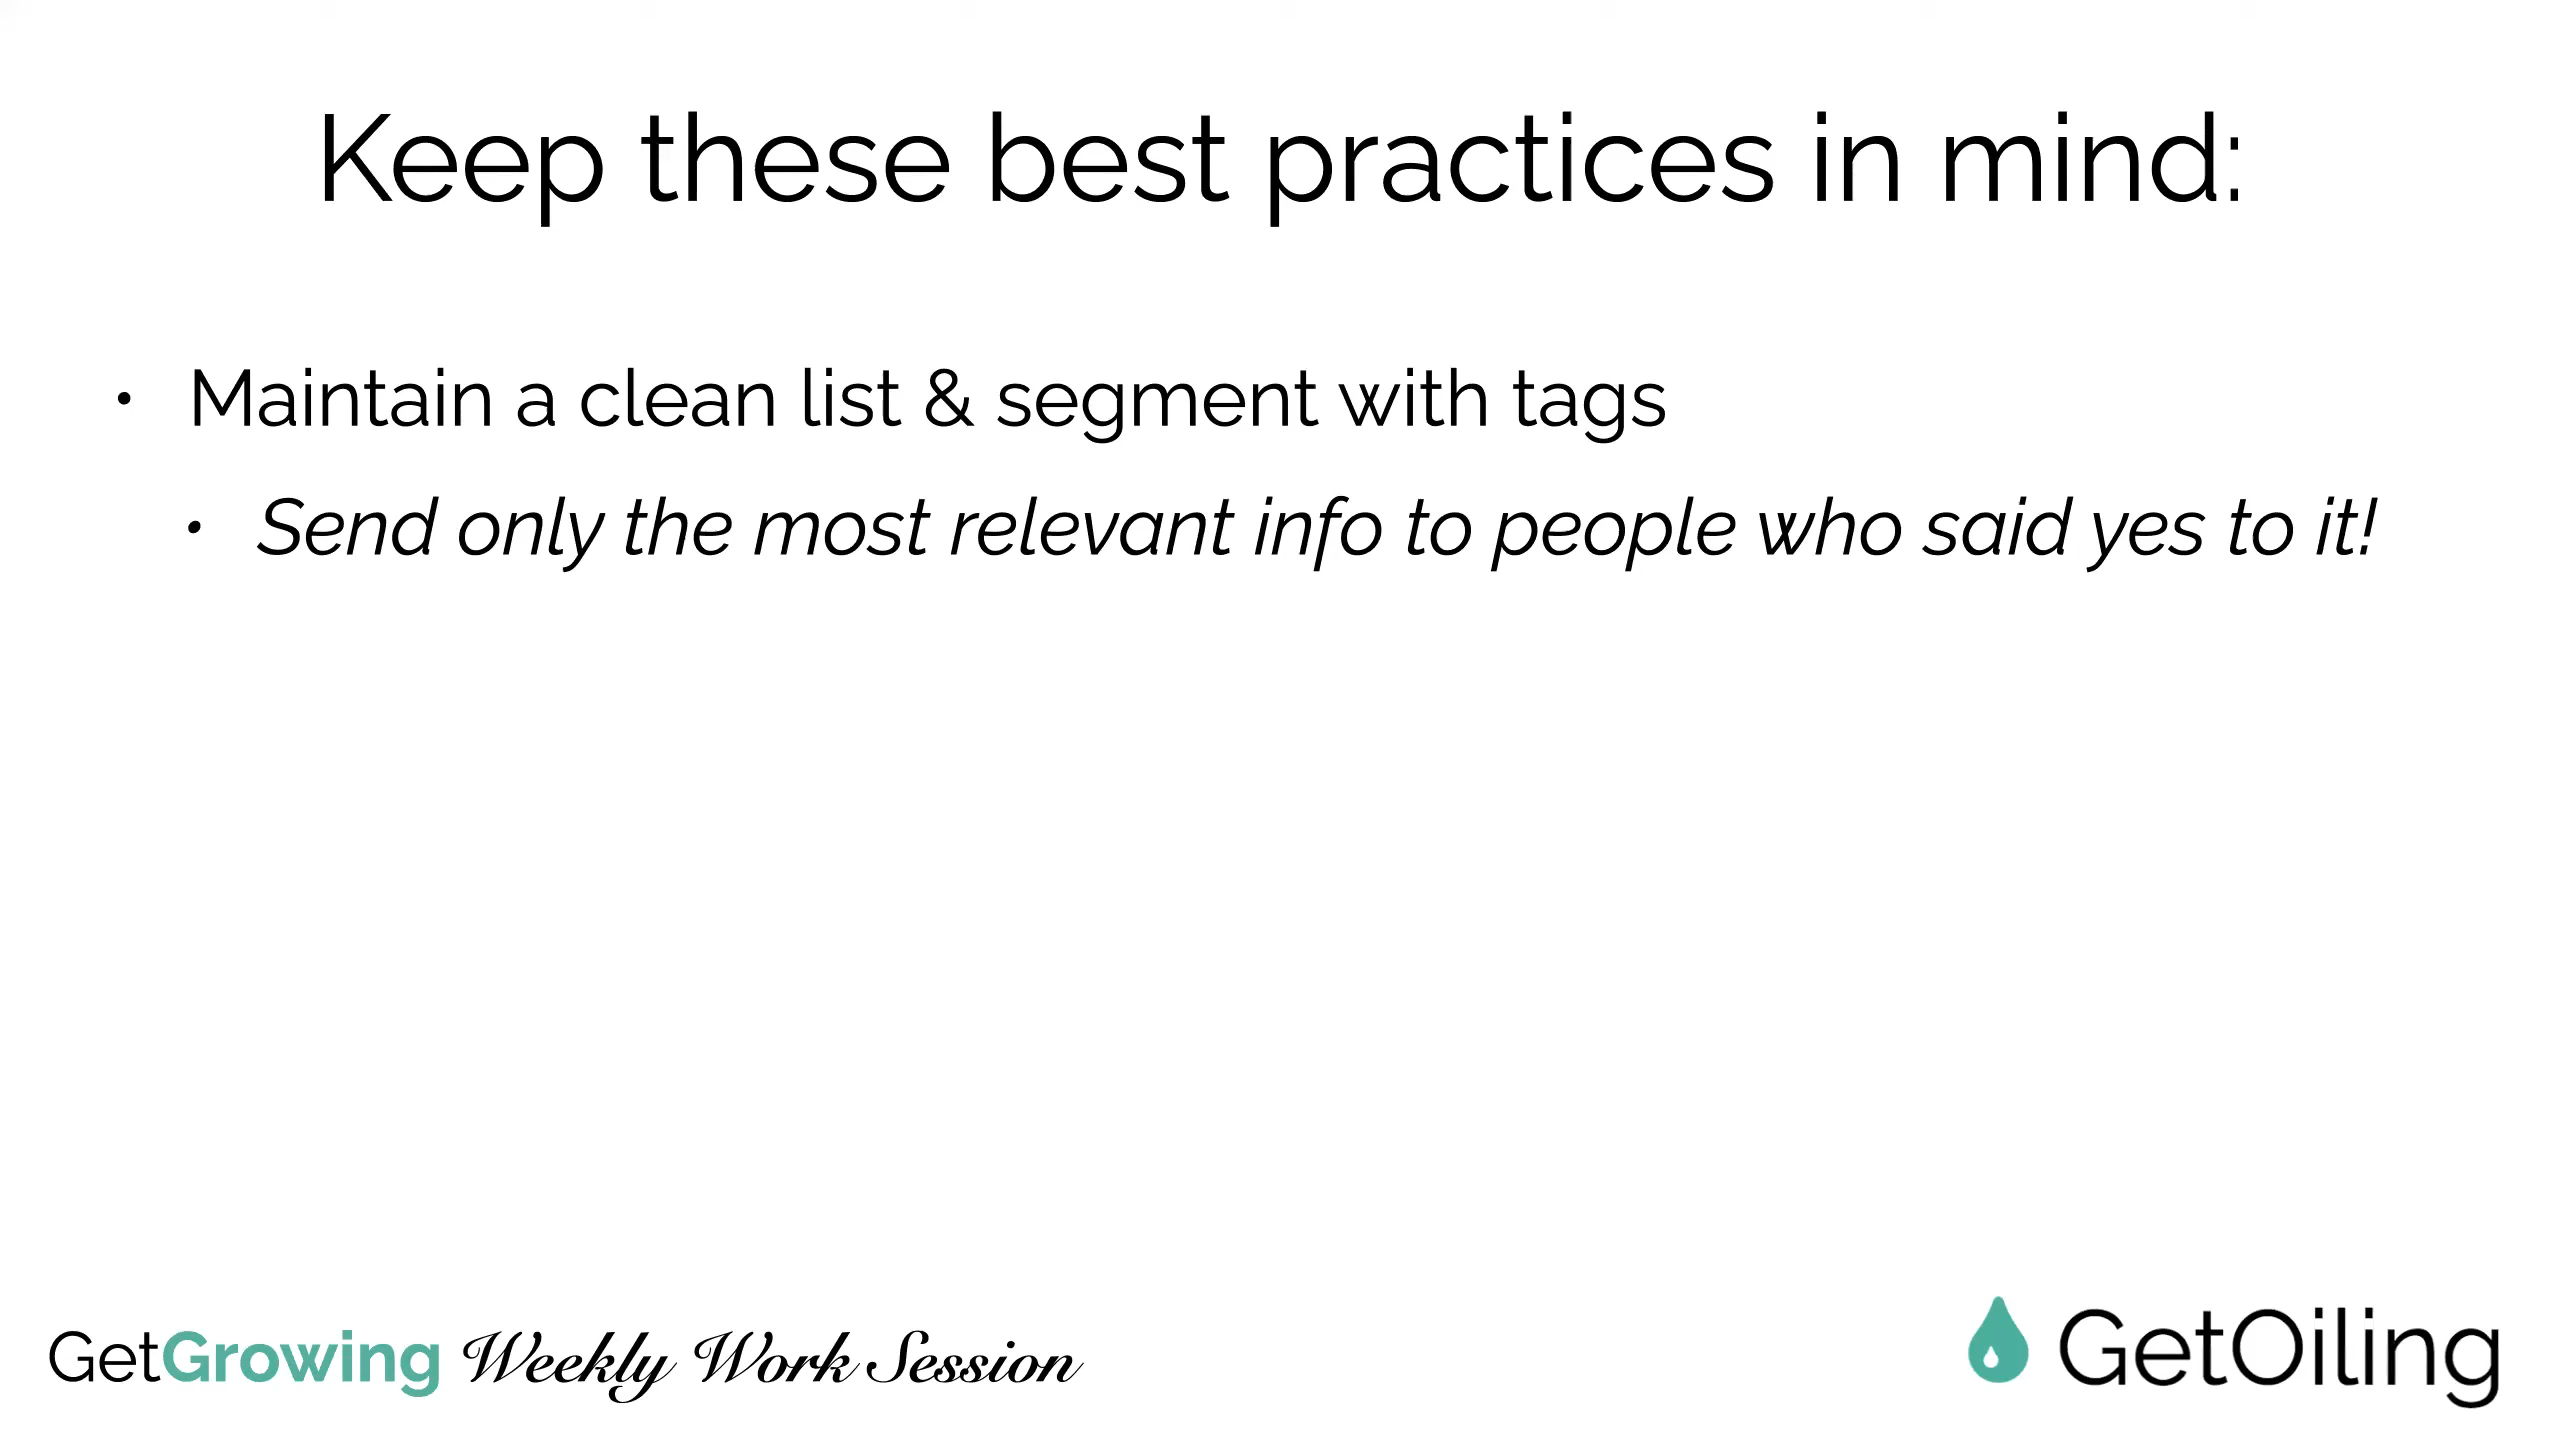 Keep these best practices in mind:
• Maintain a clean list & segment with tags
• Send only the most relevant info to people who said yes to it!
GetGrowing Weekly Work Session
GetOiling